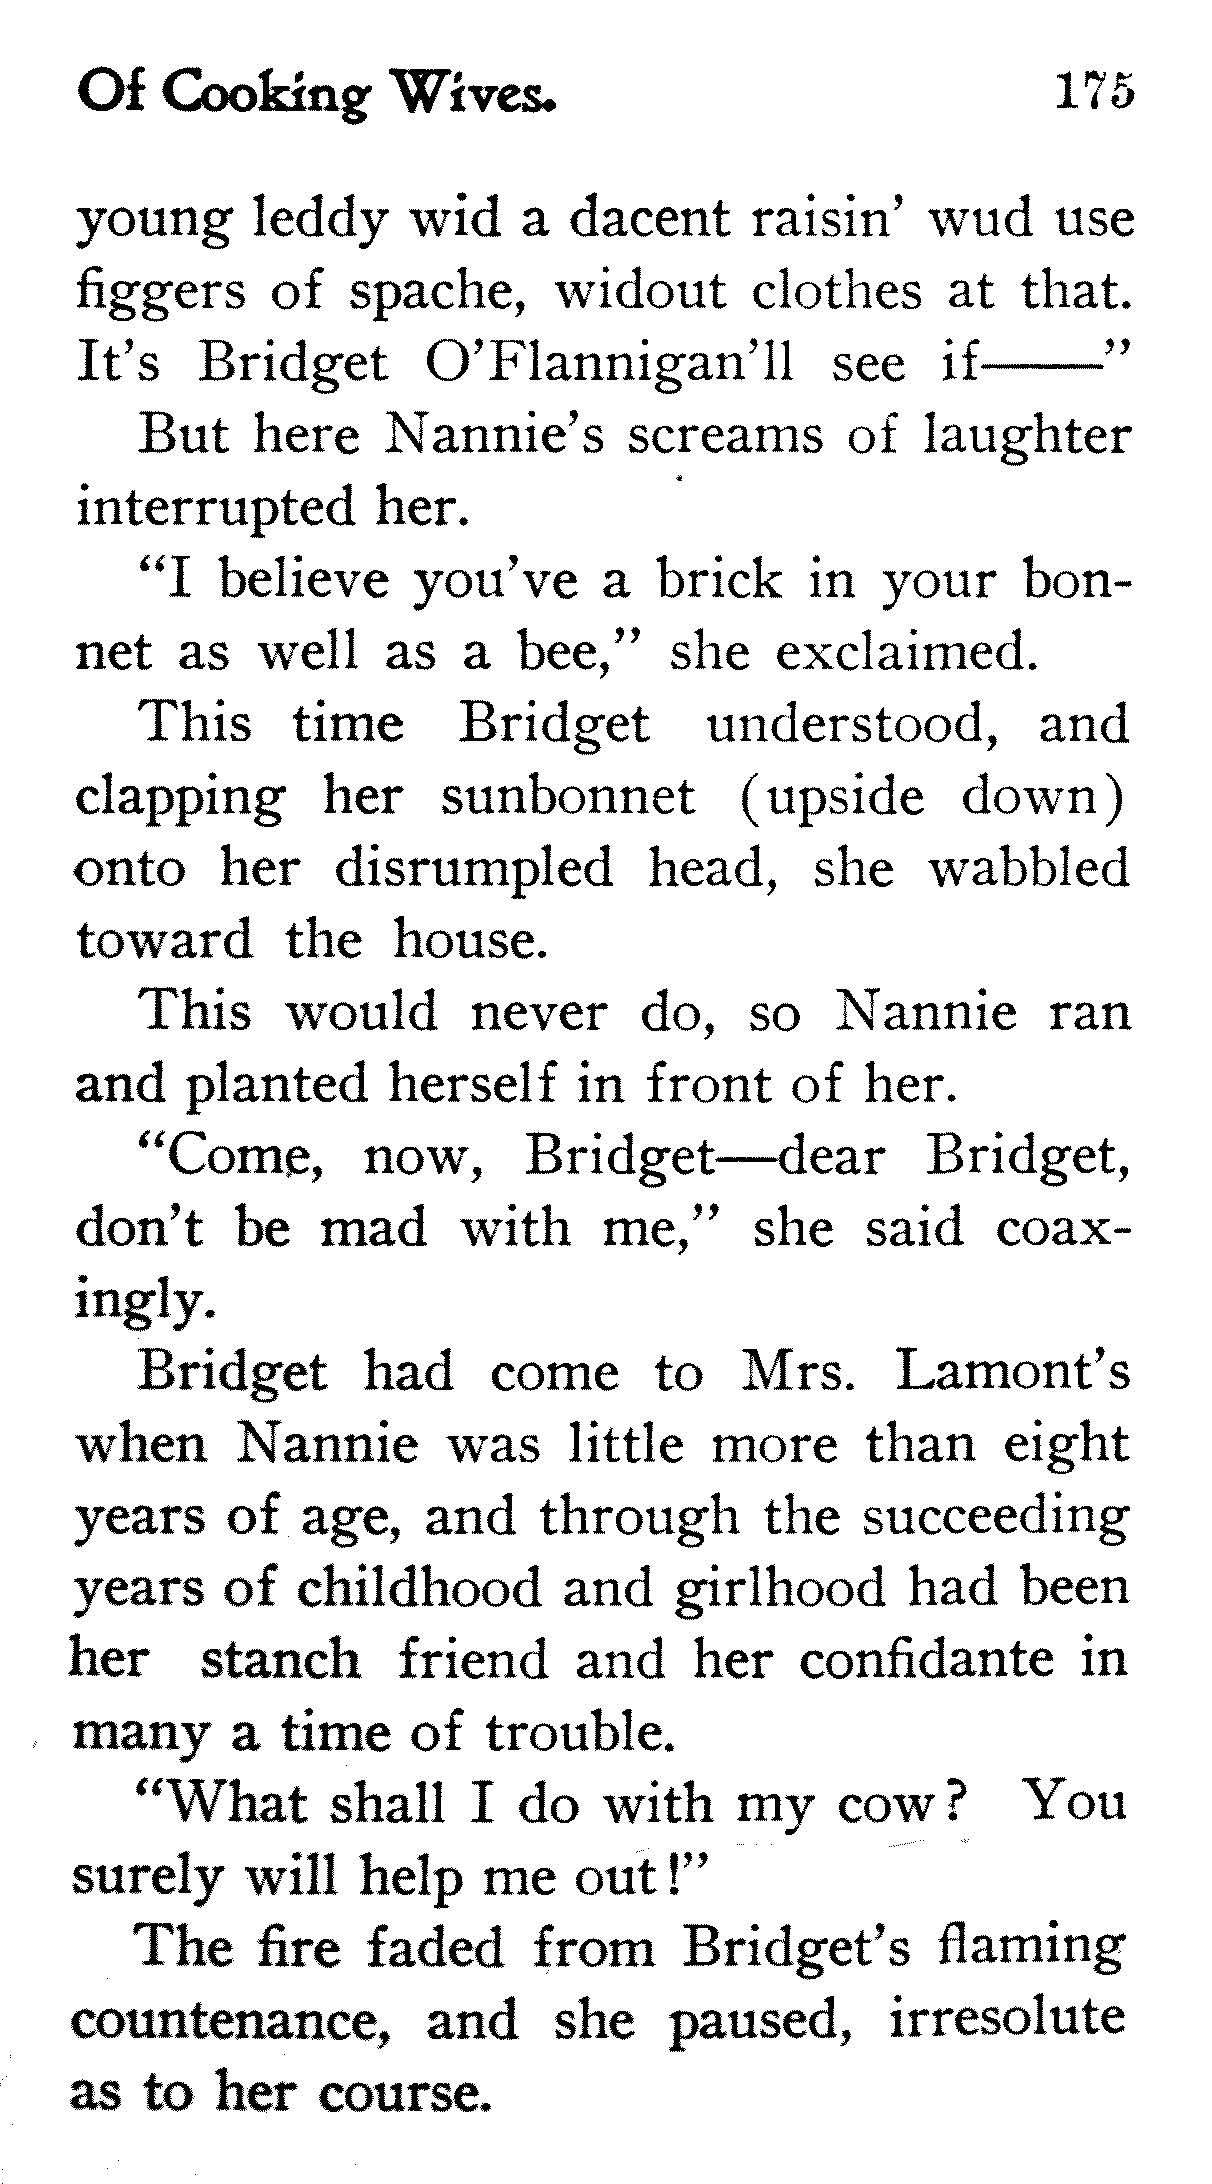 Of Cooking Wives. 175
young leddy wid a dacent raisin' wud use
figgers of spache, widout clothes at that.
It's Bridget O'Flannigan'll see if——"
But here Nannie's screams of laughter
interrupted her.
"I believe you've a brick in your bon-
net as well as a bee," she exclaimed.
This time Bridget understood, and
clapping her sunbonnet (upside down)
onto her disrumpled head, she wabbled
toward the house.
This would never do, so Nannie ran
and planted herself in front of her.
"Come, now, Bridget—dear Bridget,
don't be mad with me," she said coax-
ingly.
Bridget had come to Mrs. Lamont's
when Nannie was little more than eight
years of age, and through the succeeding
years of childhood and girlhood had been
her stanch friend and her confidante in
many a time of trouble.
"What shall I do with my cow? You
surely will help me out!"
The fire faded from Bridget's flaming
countenance, and she paused, irresolute
as to her course.